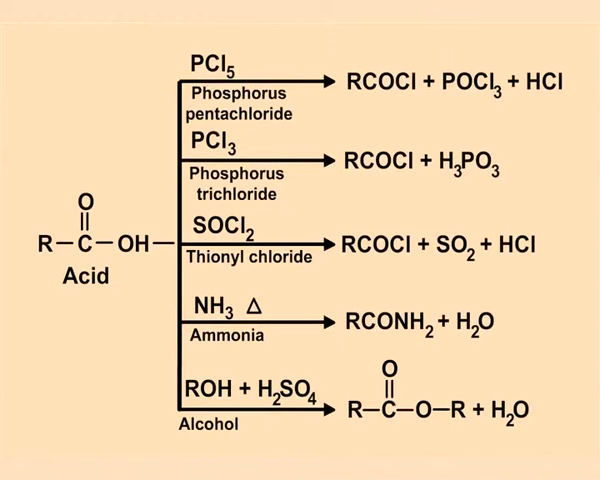 PCl₅
Phosphorus
pentachloride
RCOCl + POCl₃ + HCl
PCl₃
Phosphorus
trichloride
RCOCl + H₃PO₃
O
R—C—OH
Acid
SOCl₂
Thionyl chloride
RCOCl + SO₂ + HCl
NH₃ Δ
Ammonia
RCONH₂ + H₂O
ROH + H₂SO₄
Alcohol
O
R—C—O—R + H₂O